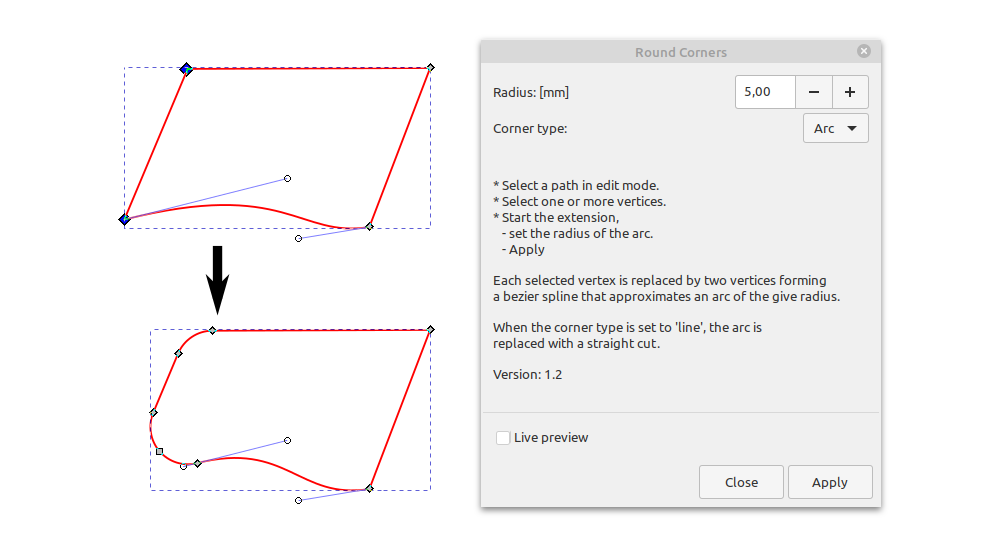 Round Corners
Radius: [mm]
5,00
Corner type:
Arc
* Select a path in edit mode.
* Select one or more vertices.
* Start the extension,
- set the radius of the arc.
- Apply
Each selected vertex is replaced by two vertices forming
a bezier spline that approximates an arc of the give radius.
When the corner type is set to 'line', the arc is
replaced with a straight cut.
Version: 1.2
Live preview
Close
Apply